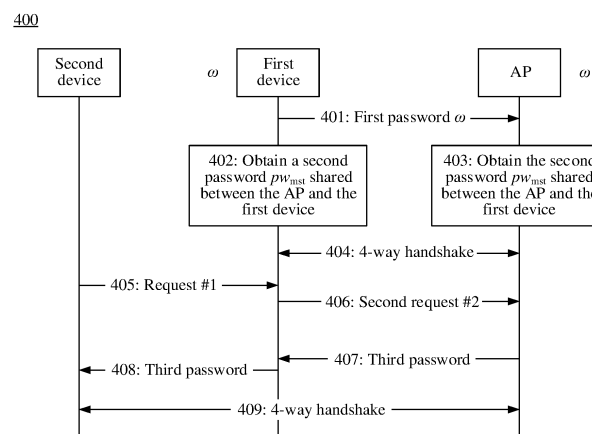 400
Second
device
ω
First
device
AP
ω
401: First password ω
402: Obtain a second
password pwmst shared
between the AP and the
first device
403: Obtain the second
password pwmst shared
between the AP and the
first device
404: 4-way handshake
405: Request #1
406: Second request #2
407: Third password
408: Third password
409: 4-way handshake